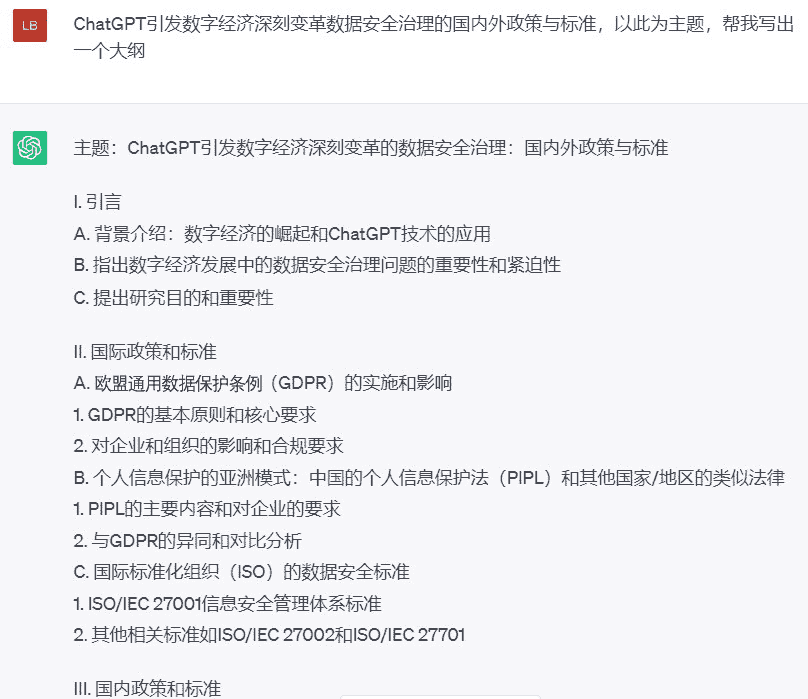 LB
ChatGPT引发数字经济深刻变革数据安全治理的国内外政策与标准，以此为主题，帮我写出
一个大纲
主题：ChatGPT引发数字经济深刻变革的数据安全治理：国内外政策与标准
I. 引言
A. 背景介绍：数字经济的崛起和ChatGPT技术的应用
B. 指出数字经济发展中的数据安全治理问题的重要性和紧迫性
C. 提出研究目的和重要性
II. 国际政策和标准
A. 欧盟通用数据保护条例（GDPR）的实施和影响
1. GDPR的基本原则和核心要求
2. 对企业和组织的影响和合规要求
B. 个人信息保护的亚洲模式：中国的个人信息保护法（PIPL）和其他国家/地区的类似法律
1. PIPL的主要内容和对企业的要求
2. 与GDPR的异同和对比分析
C. 国际标准化组织（ISO）的数据安全标准
1. ISO/IEC 27001信息安全管理体系标准
2. 其他相关标准如ISO/IEC 27002和ISO/IEC 27701
III. 国内政策和标准